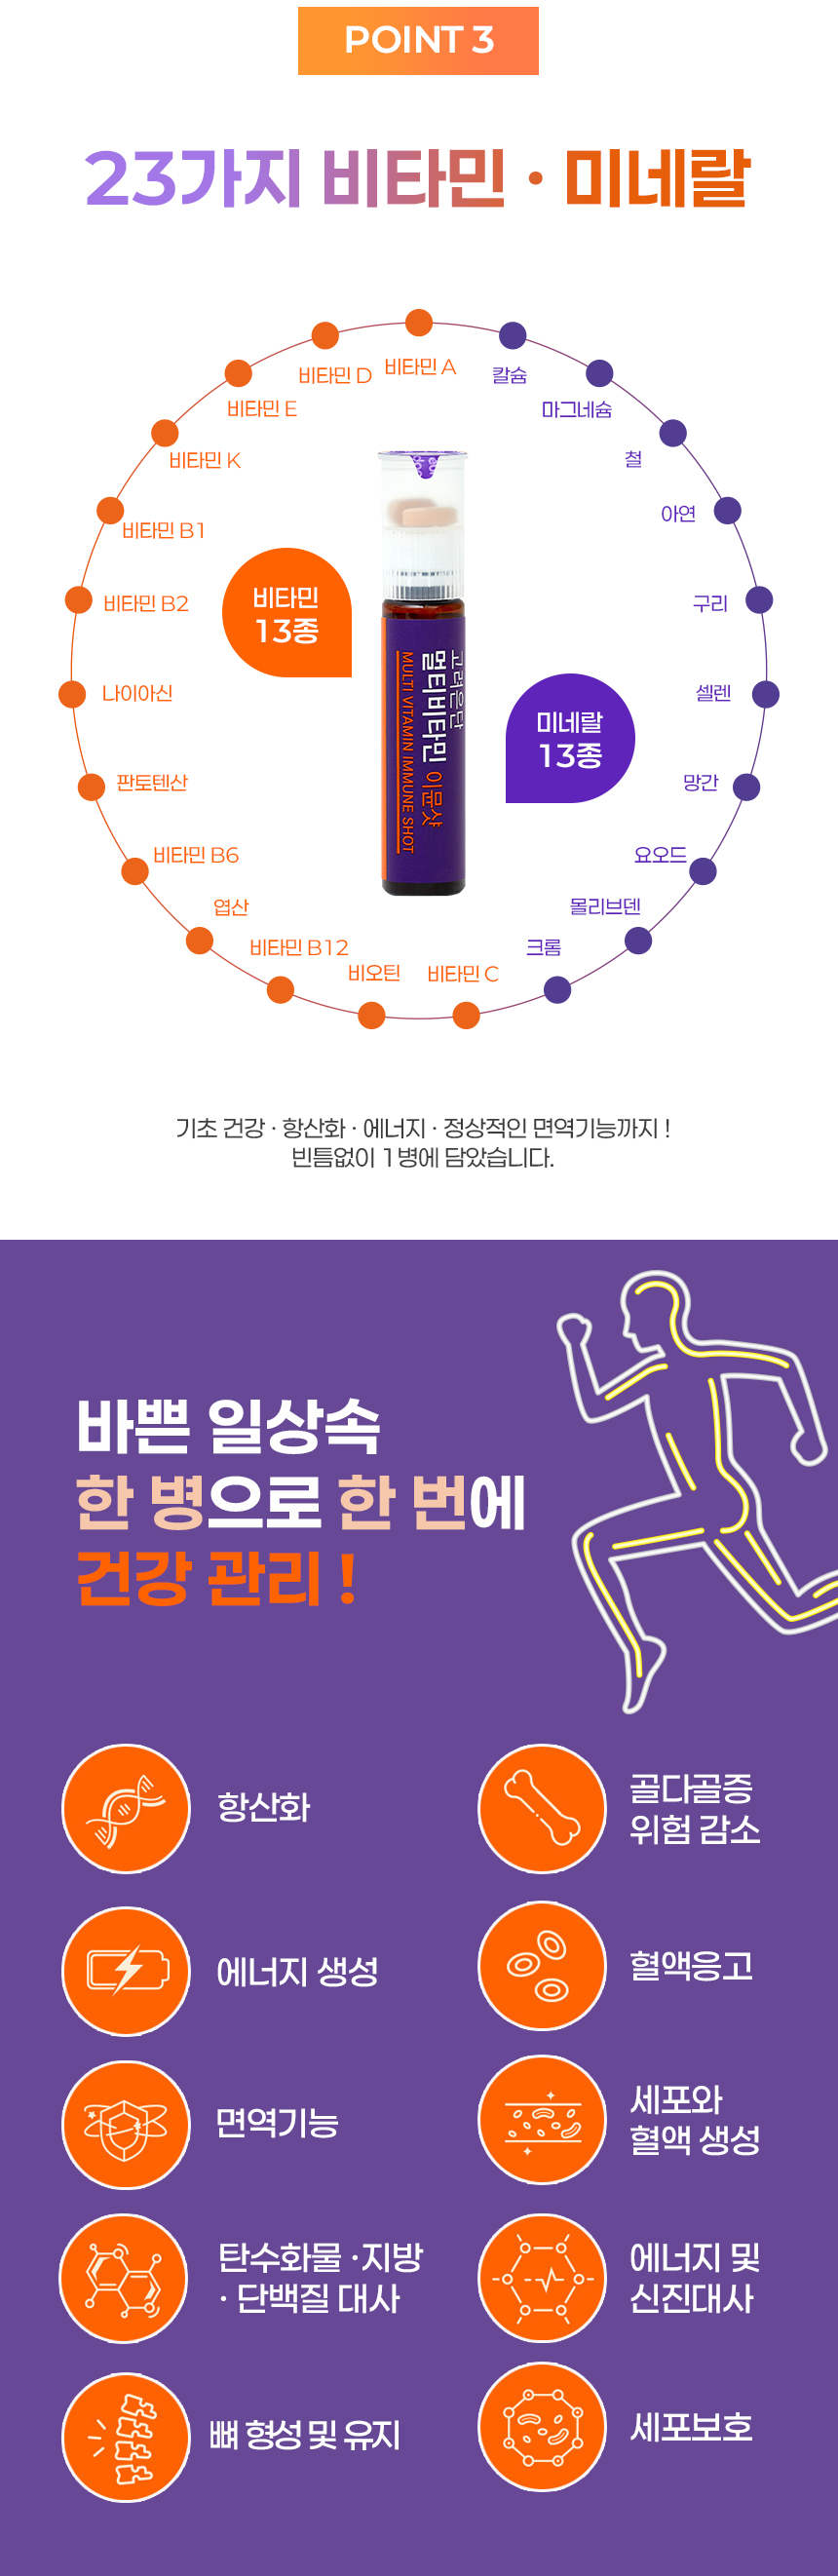 POINT 3
23가지 비타민 · 미네랄
비타민 A
비타민 D
비타민 E
비타민 K
비타민 B1
비타민 B2
나이아신
판토텐산
비타민 B6
엽산
비타민 B12
비오틴
비타민 C
칼슘
마그네슘
철
아연
구리
셀렌
망간
요오드
몰리브덴
크롬
비타민
13종
고려은단
멀티비타민 이뮨샷
MULTI VITAMIN IMMUNE SHOT
미네랄
13종
기초 건강 · 항산화 · 에너지 · 정상적인 면역기능까지 !
빈틈없이 1병에 담았습니다.
바쁜 일상속
한 병으로 한 번에
건강 관리 !
항산화
골다골증
위험 감소
에너지 생성
혈액응고
면역기능
세포와
혈액 생성
탄수화물 ·지방
· 단백질 대사
에너지 및
신진대사
뼈 형성 및 유지
세포보호